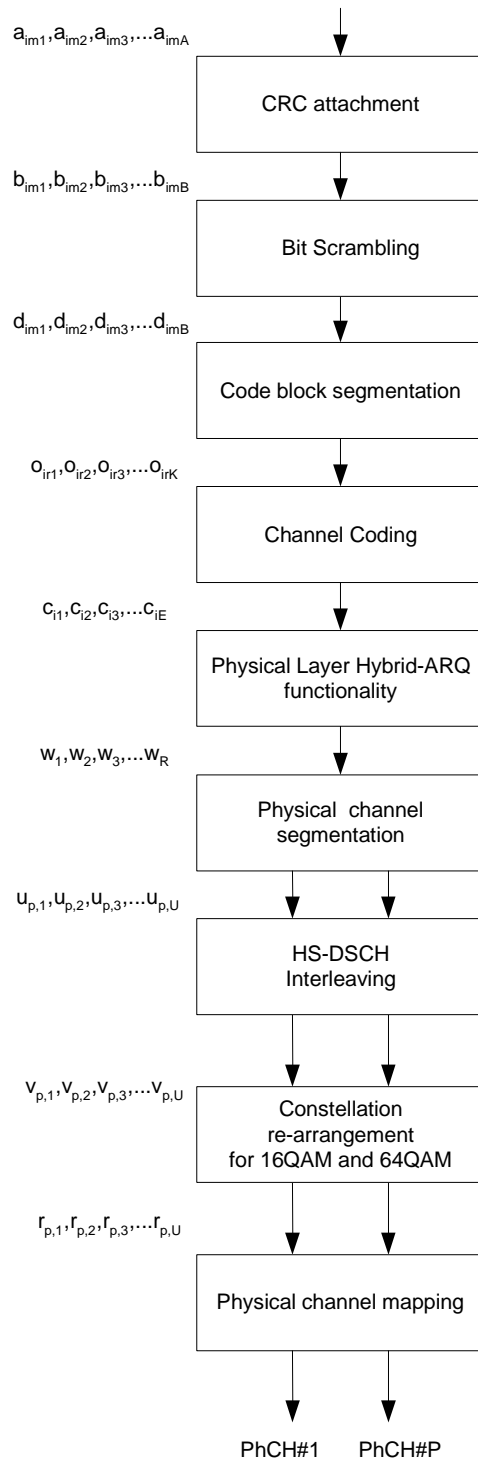 a_im1,a_im2,a_im3,...a_imA
CRC attachment
b_im1,b_im2,b_im3,...b_imB
Bit Scrambling
d_im1,d_im2,d_im3,...d_imB
Code block segmentation
o_ir1,o_ir2,o_ir3,...o_irK
Channel Coding
c_i1,c_i2,c_i3,...c_iE
Physical Layer Hybrid-ARQ
functionality
w_1,w_2,w_3,...w_R
Physical channel
segmentation
u_p,1,u_p,2,u_p,3,...u_p,U
HS-DSCH
Interleaving
v_p,1,v_p,2,v_p,3,...v_p,U
Constellation
re-arrangement
for 16QAM and 64QAM
r_p,1,r_p,2,r_p,3,...r_p,U
Physical channel mapping
PhCH#1 PhCH#P